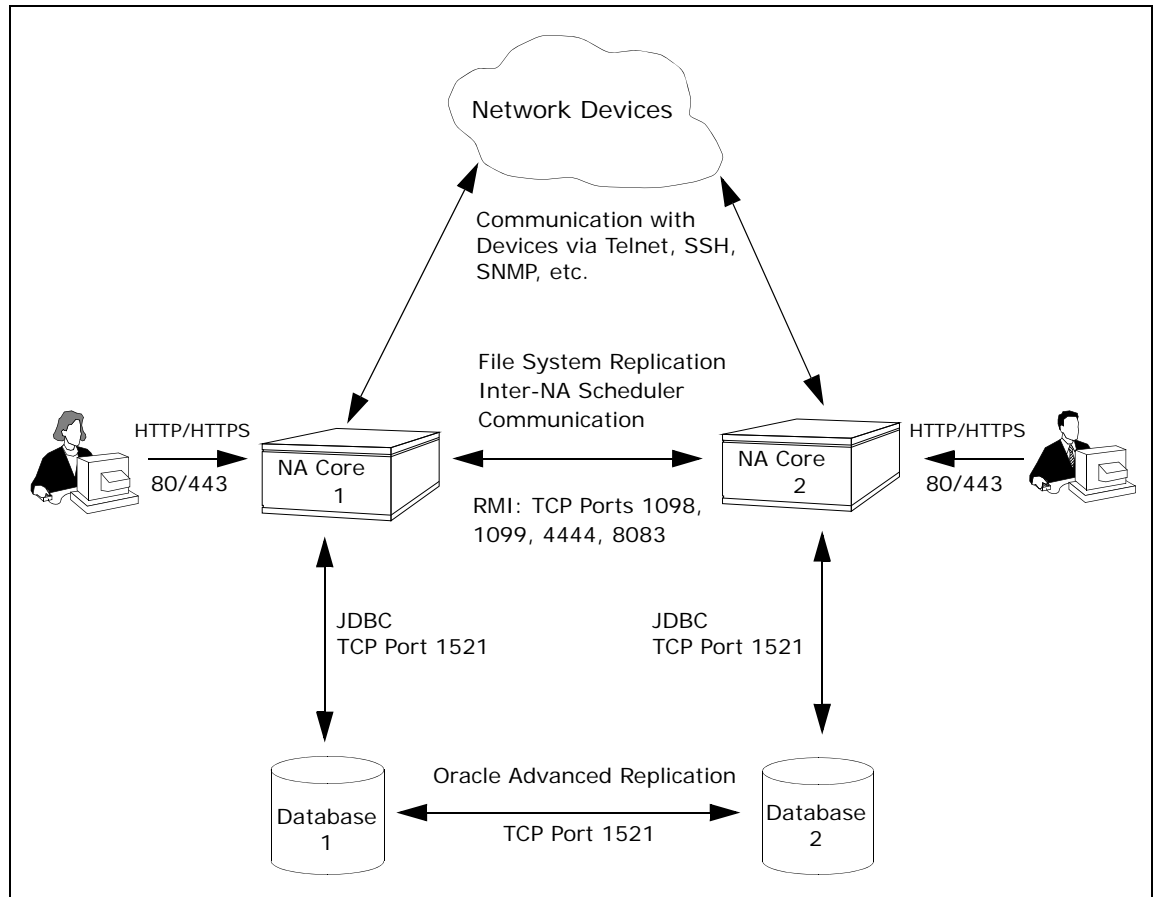 Network Devices
Communication with
Devices via Telnet, SSH,
SNMP, etc.
File System Replication
Inter-NA Scheduler
Communication
HTTP/HTTPS
80/443
NA Core
1
NA Core
2
HTTP/HTTPS
80/443
RMI: TCP Ports 1098,
1099, 4444, 8083
JDBC
TCP Port 1521
JDBC
TCP Port 1521
Oracle Advanced Replication
TCP Port 1521
Database
1
Database
2